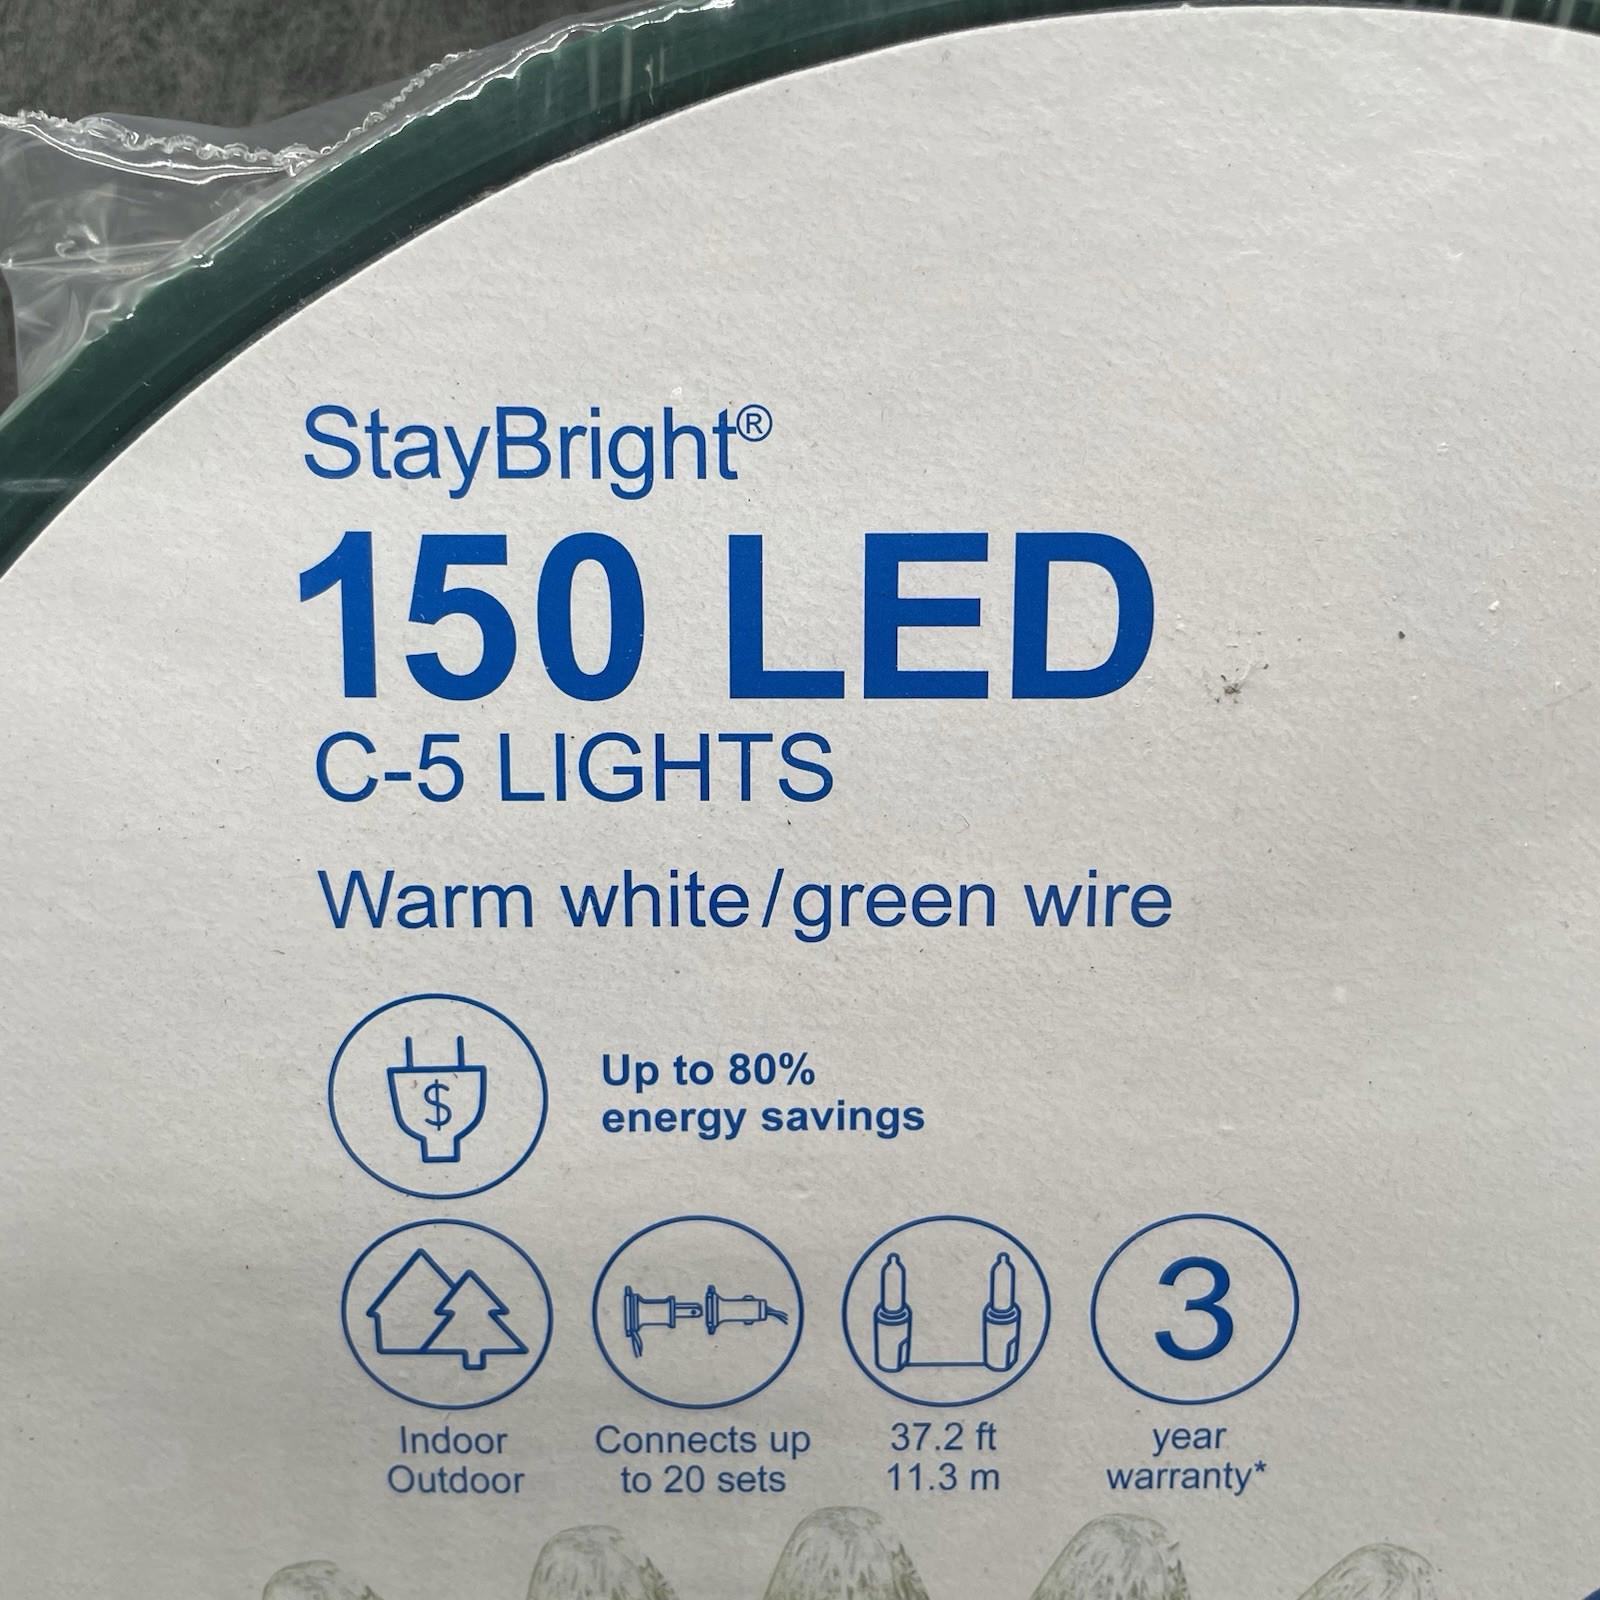 StayBright®
150 LED
C-5 LIGHTS
Warm white/green wire
$
Up to 80%
energy savings
3
Indoor
Outdoor
Connects up
to 20 sets
37.2 ft
11.3 m
year
warranty*